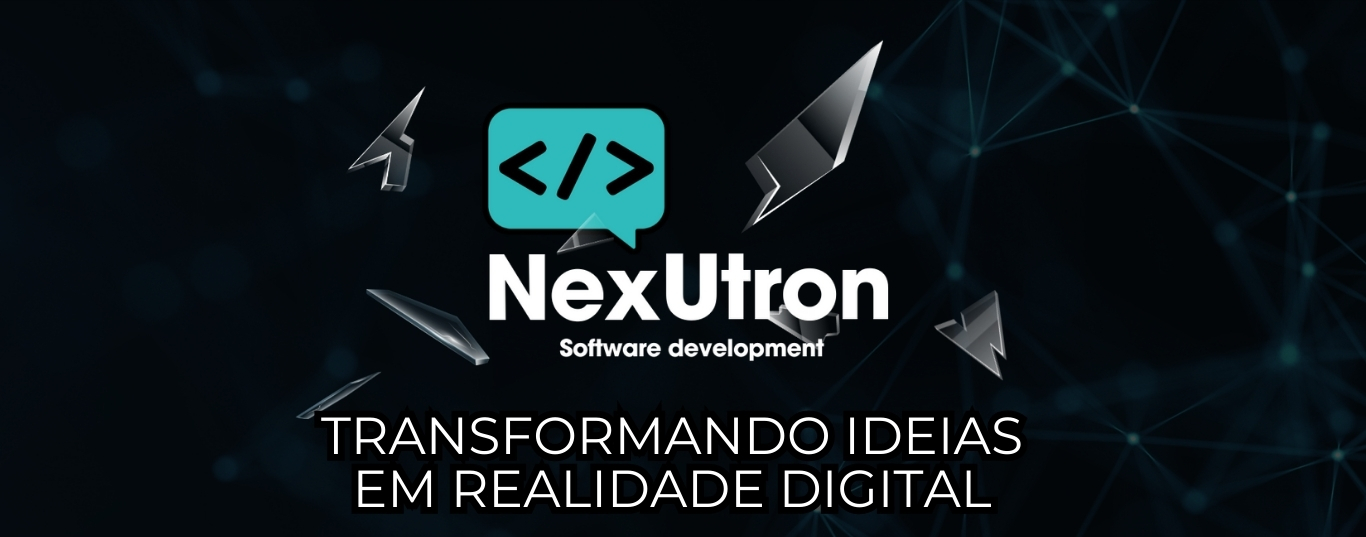 </>
NexUtron
Software development
TRANSFORMANDO IDEIAS
EM REALIDADE DIGITAL